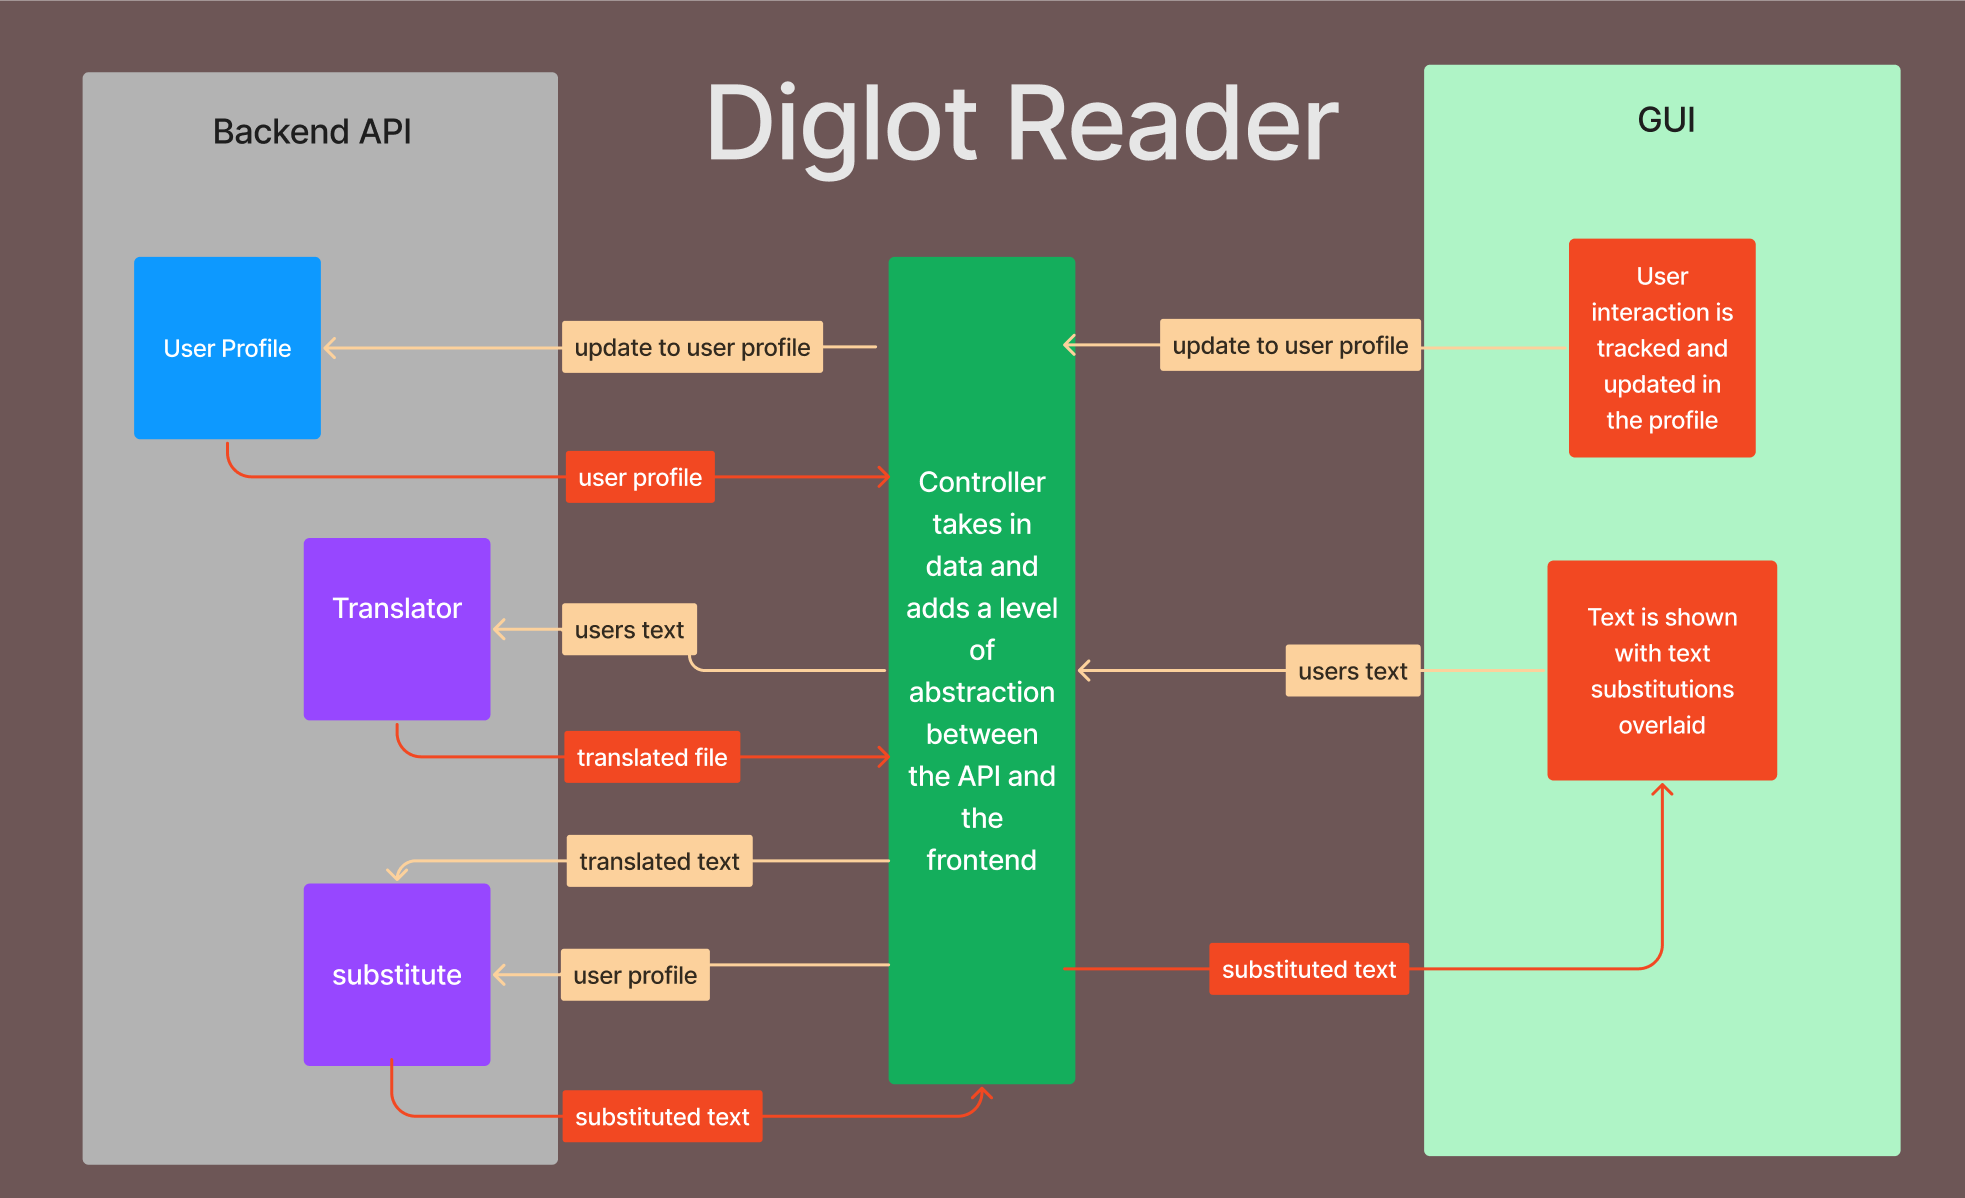 Diglot Reader
Backend API
User Profile
Translator
substitute
update to user profile
user profile
users text
translated file
translated text
user profile
substituted text
Controller
takes in
data and
adds a level
of
abstraction
between
the API and
the
frontend
update to user profile
users text
substituted text
GUI
User
interaction is
tracked and
updated in
the profile
Text is shown
with text
substitutions
overlaid